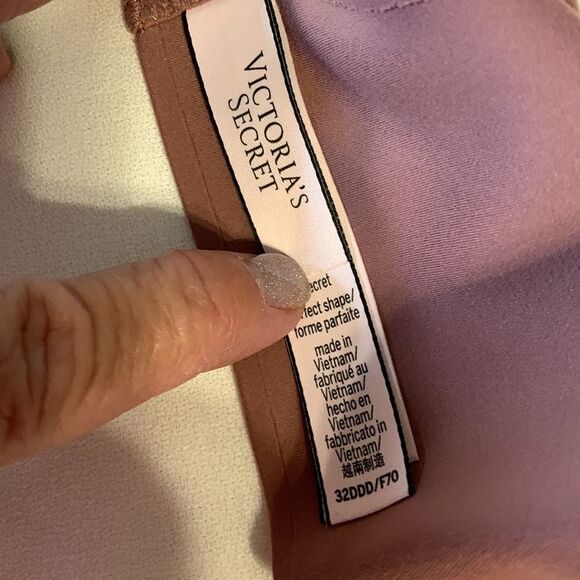 VICTORIA'S
SECRET
ecret
fect shape/
forme parfaite
made in
Vietnam/
fabriqué au
Vietnam/
hecho en
Vietnam/
fabbricato in
Vietnam/
越南制造
32DDD/F70